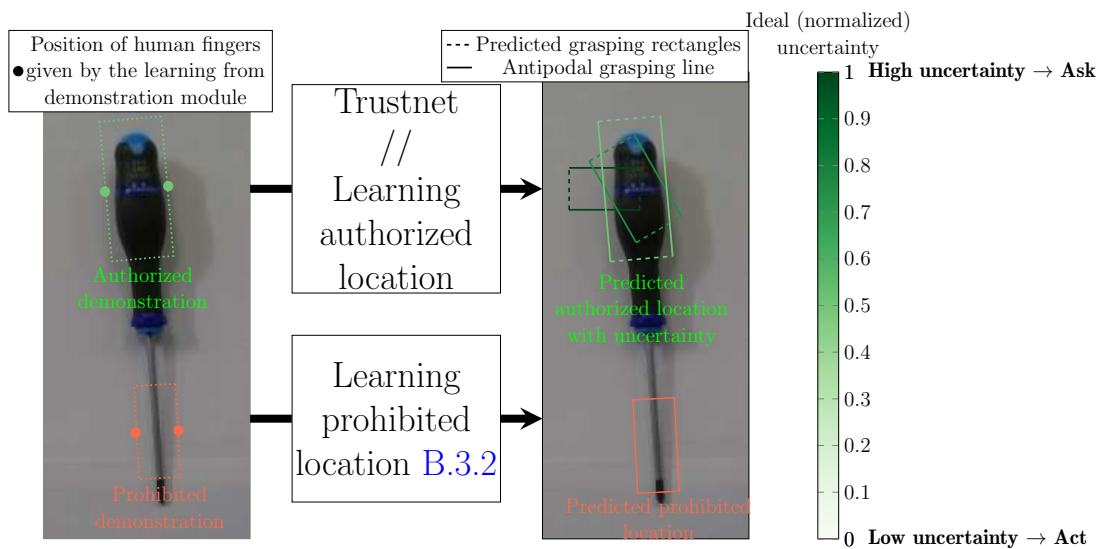 Position of human fingers
given by the learning from
demonstration module
Authorized
demonstration
Prohibited
demonstration
Trustnet
//
Learning
authorized
location
Learning
prohibited
location B.3.2
Predicted grasping rectangles
Antipodal grasping line
Predicted
authorized location
with uncertainty
Predicted prohibited
location
Ideal (normalized)
uncertainty
1 High uncertainty → Ask
0.9
0.8
0.7
0.6
0.5
0.4
0.3
0.2
0.1
0 Low uncertainty → Act